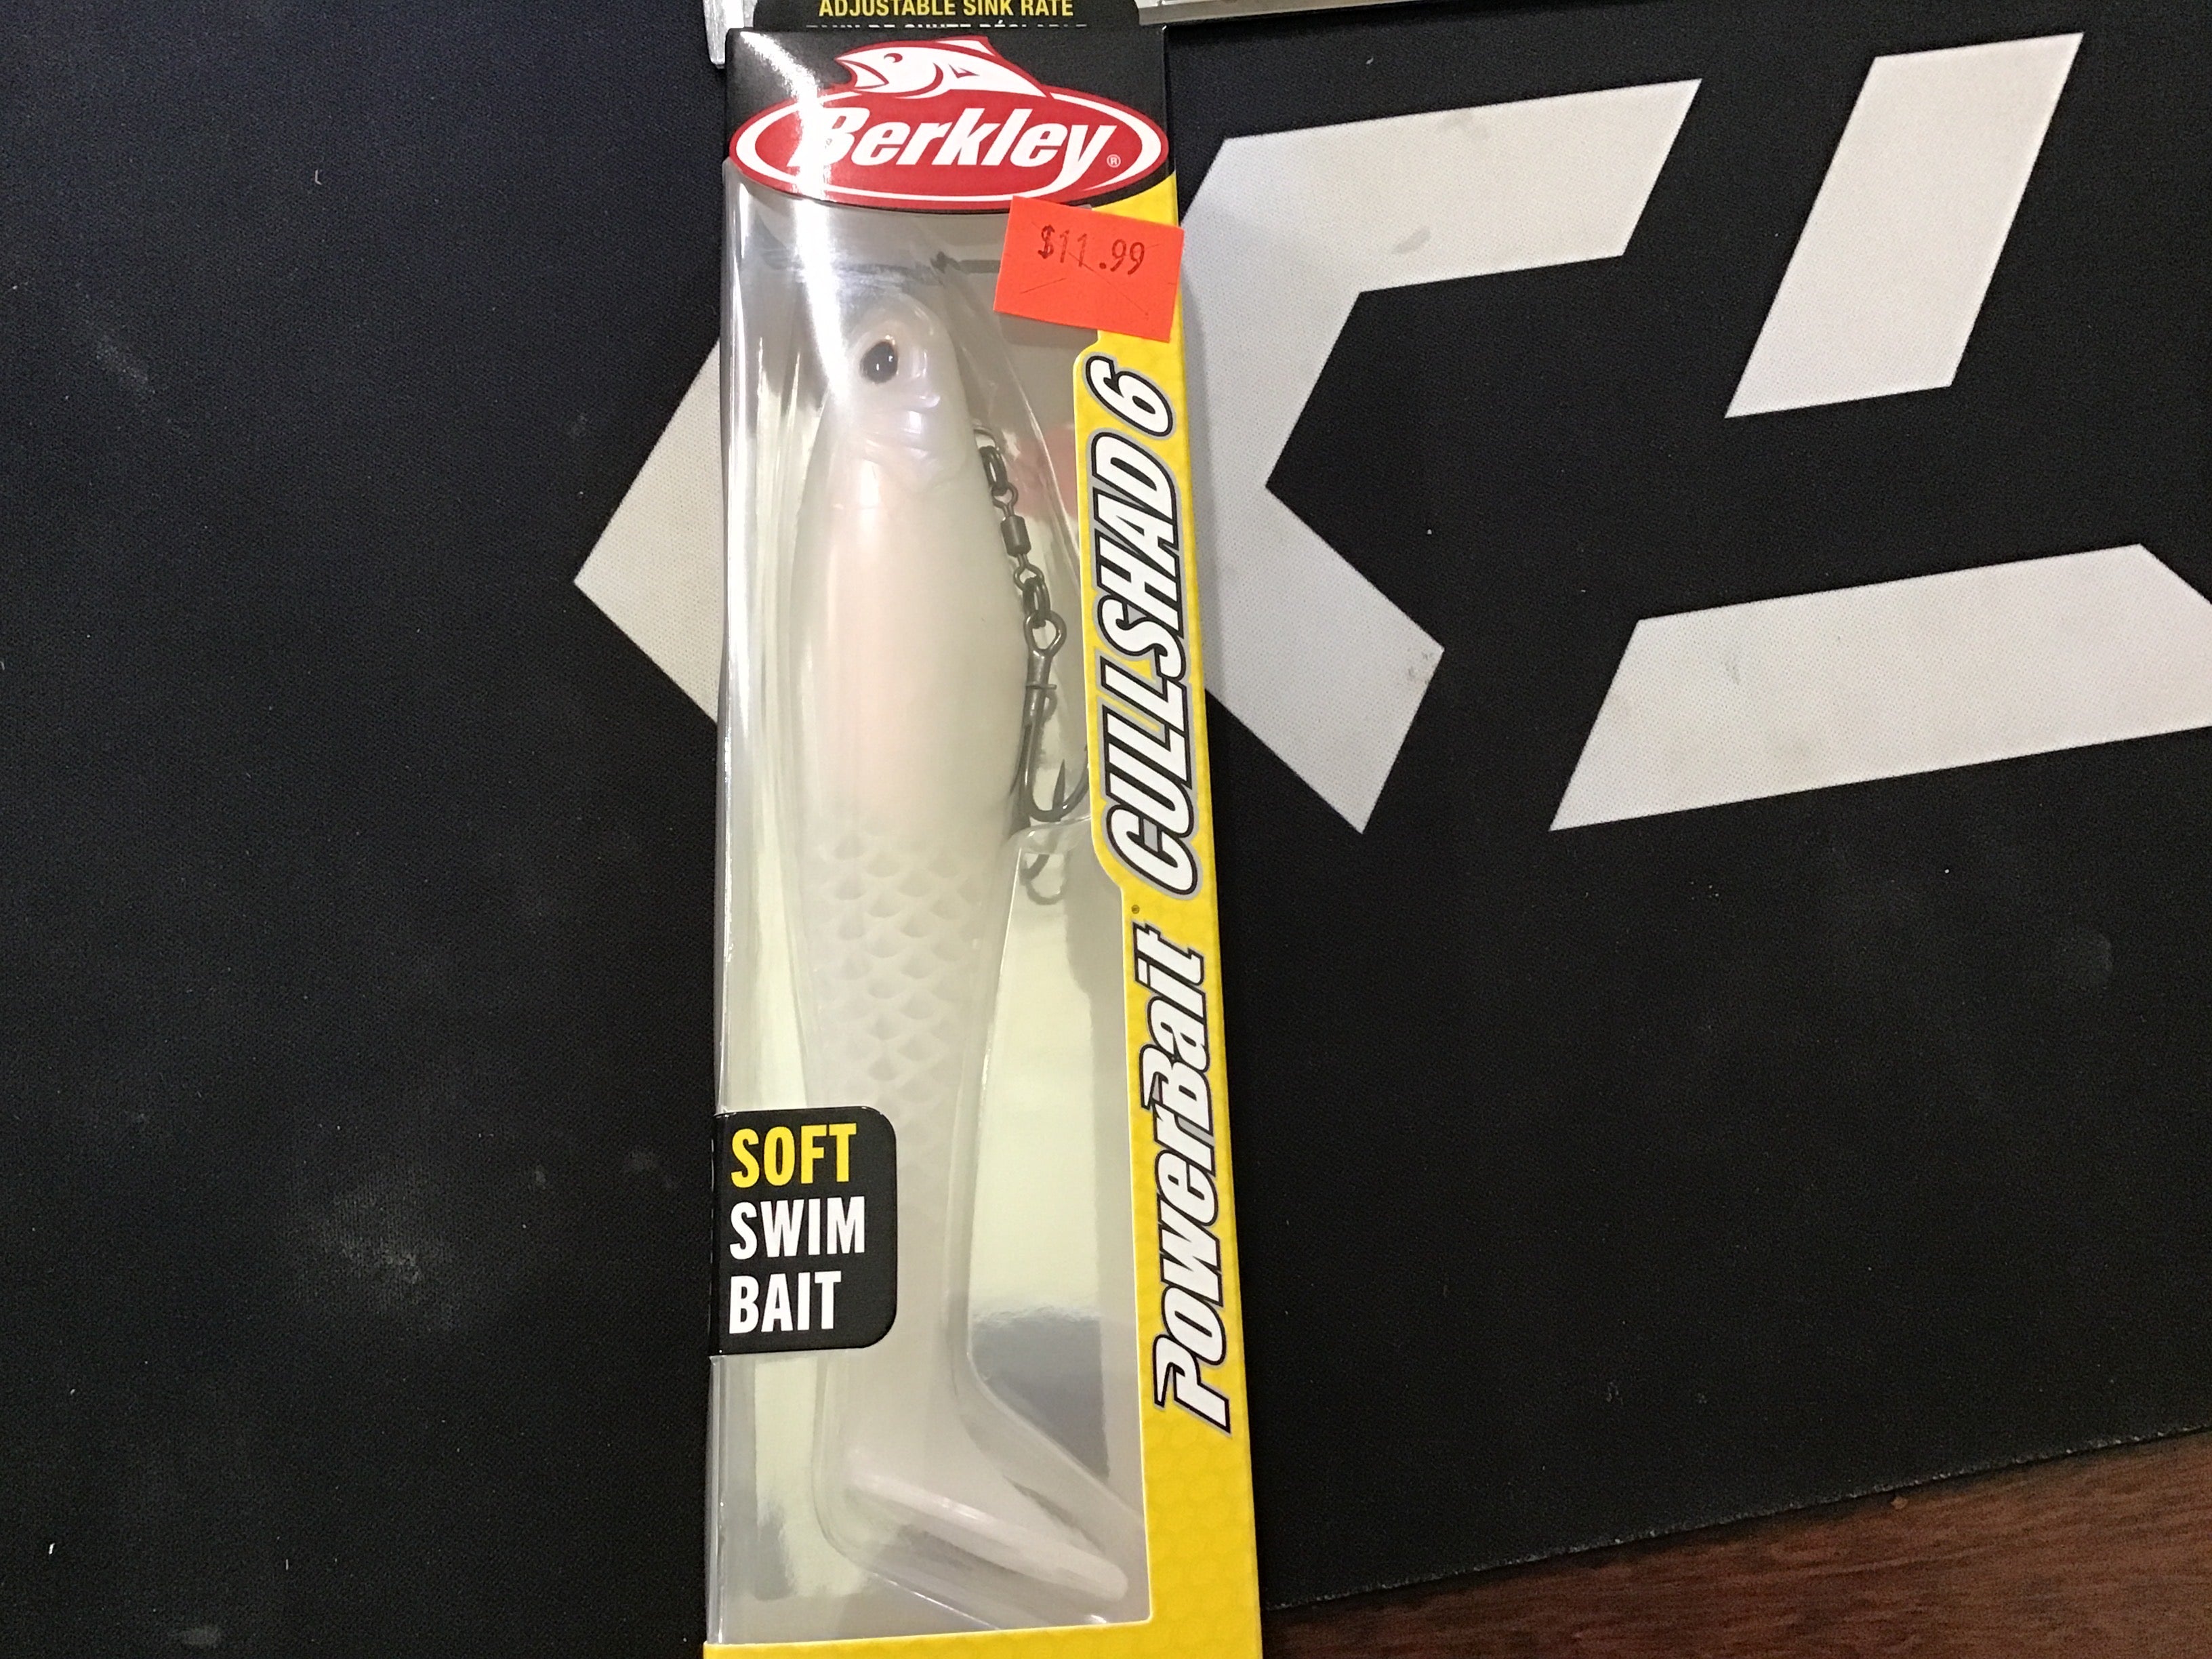 ADJUSTABLE SINK RATE
Berkley®
$11.99
PowerBait® CULLSHAD 6
SOFT
SWIM
BAIT